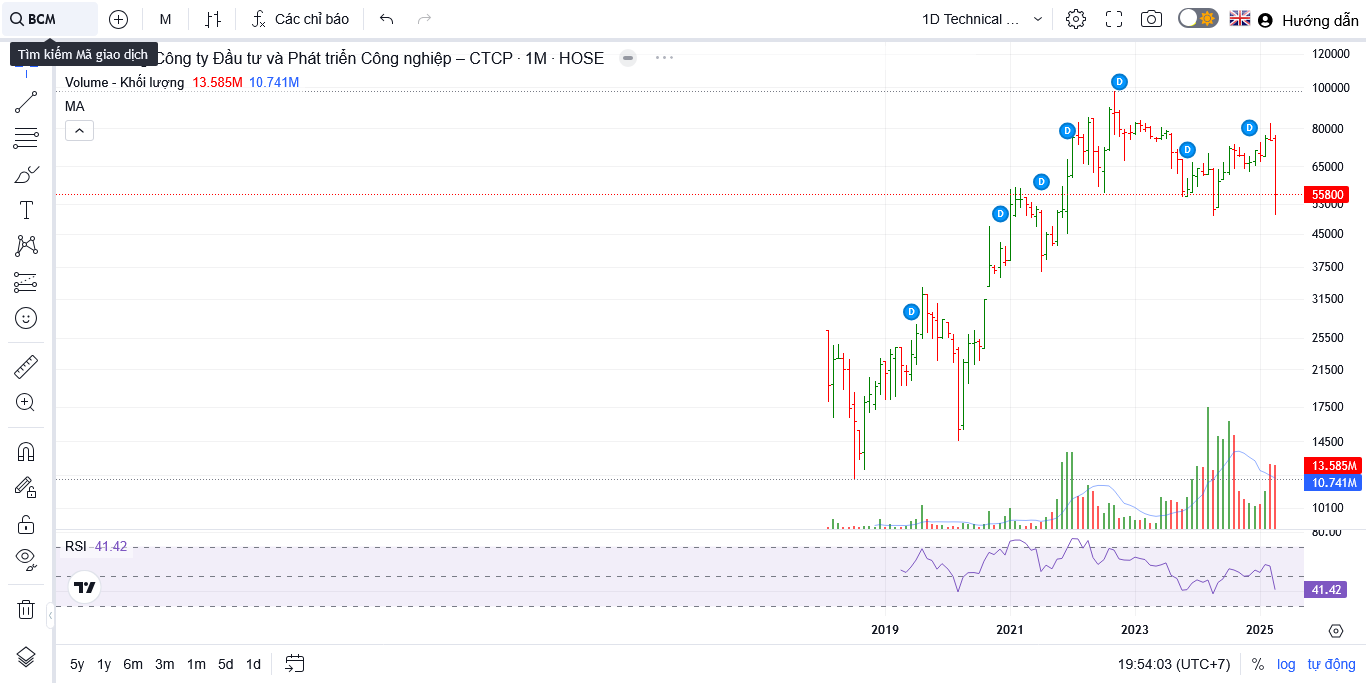 BCM
M
Các chỉ báo
1D Technical ...
Hướng dẫn
Tìm kiếm Mã giao dịch
Công ty Đầu tư và Phát triển Công nghiệp – CTCP · 1M · HOSE
Volume - Khối lượng 13.585M 10.741M
MA
D
D
D
D
D
D
D
120000
100000
80000
65000
55800
55000
45000
37500
31500
25500
21500
17500
14500
13.585M
10.741M
10100
80.00
RSI 41.42
41.42
2019 2021 2023 2025
5y 1y 6m 3m 1m 5d 1d
19:54:03 (UTC+7) % log tự động